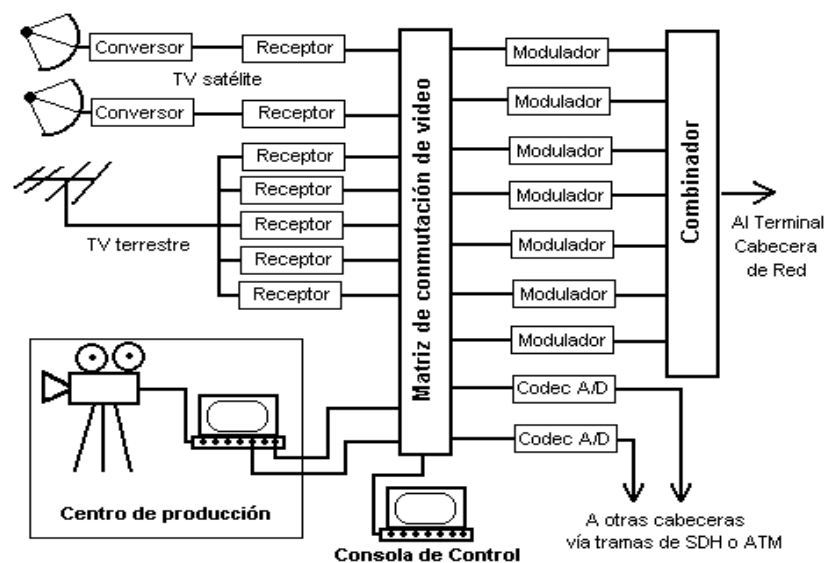 Conversor
Receptor
TV satélite
Conversor
Receptor
Receptor
Receptor
Receptor
Receptor
Receptor
TV terrestre
Matriz de conmutación de video
Modulador
Modulador
Modulador
Modulador
Modulador
Modulador
Modulador
Codec A/D
Codec A/D
Combinador
Al Terminal
Cabecera
de Red
Centro de producción
Consola de Control
A otras cabeceras
vía tramas de SDH o ATM